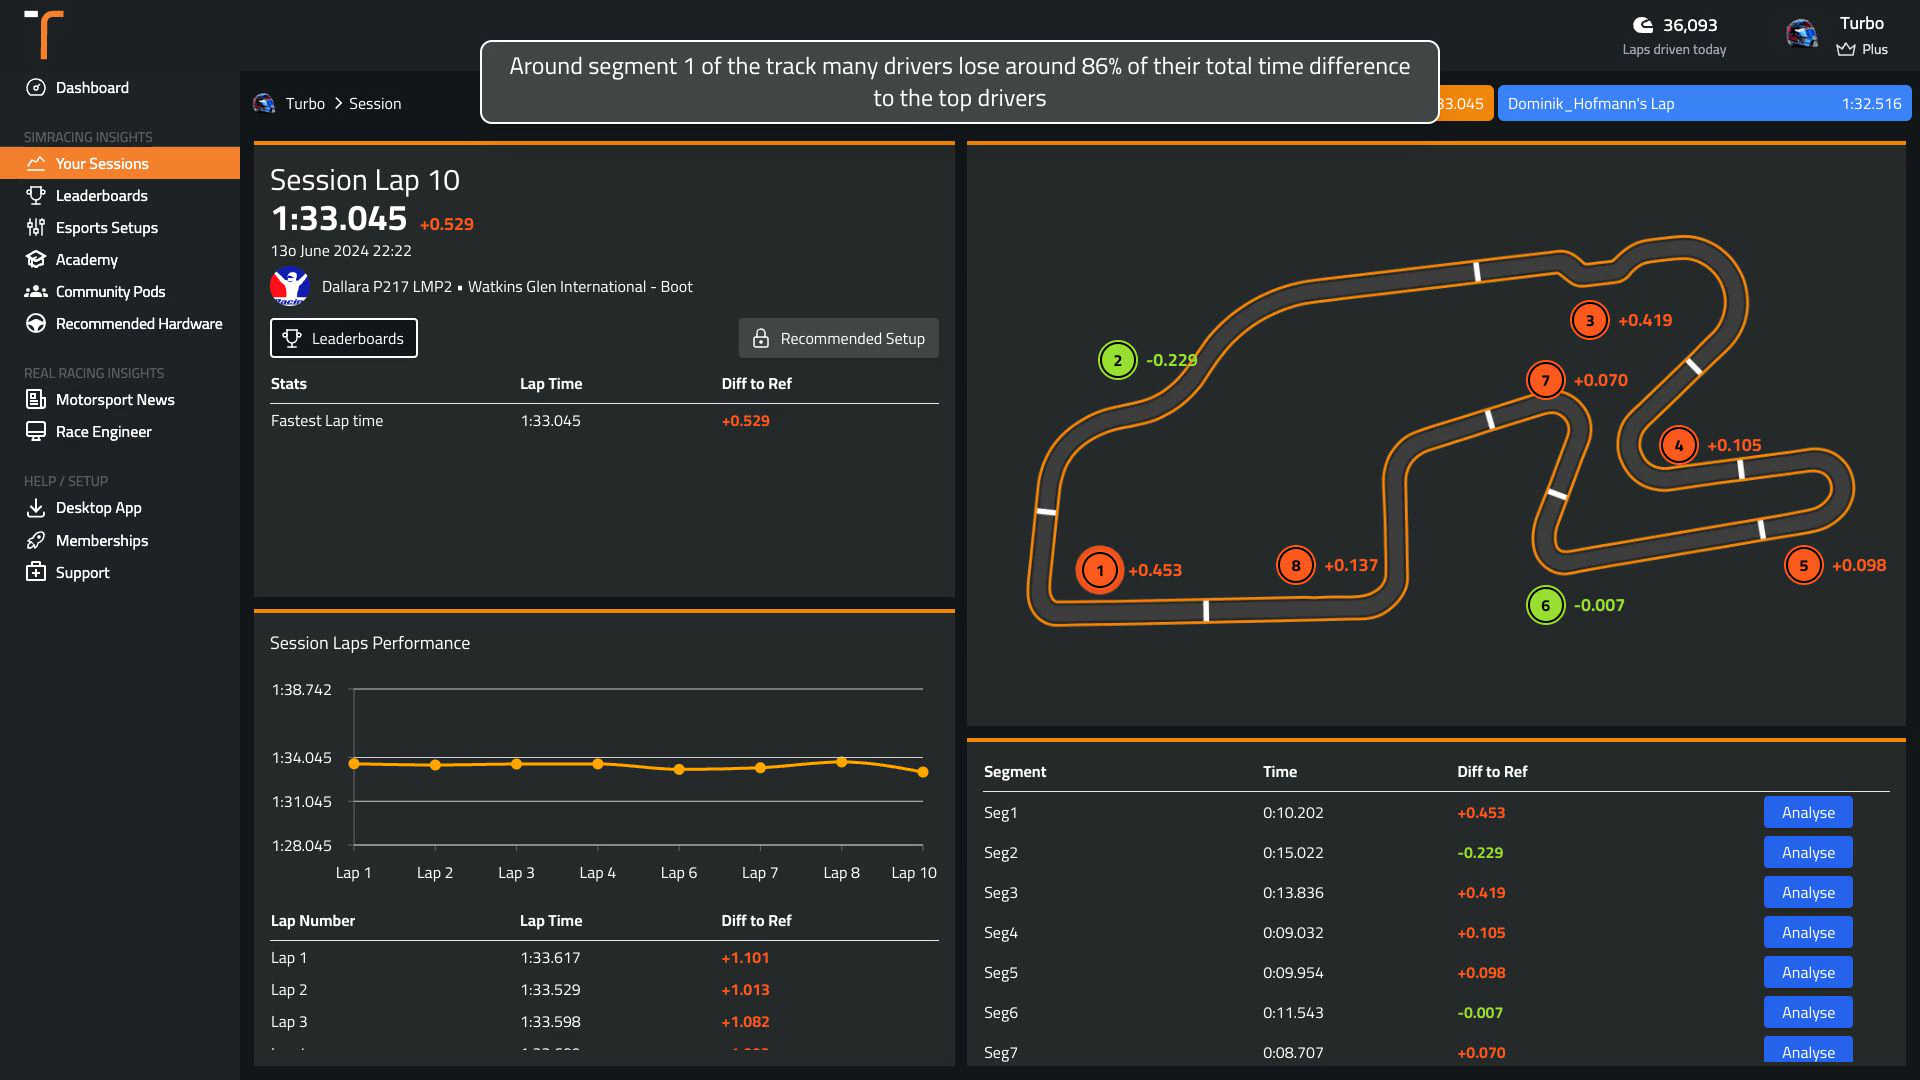 36,093
Laps driven today
Turbo
Plus
Around segment 1 of the track many drivers lose around 86% of their total time difference
to the top drivers
Dashboard
SIMRACING INSIGHTS
Your Sessions
Leaderboards
Esports Setups
Academy
Community Pods
Recommended Hardware
REAL RACING INSIGHTS
Motorsport News
Race Engineer
HELP / SETUP
Desktop App
Memberships
Support
Turbo > Session
33.045
Dominik_Hofmann's Lap 1:32.516
Session Lap 10
1:33.045 +0.529
13o June 2024 22:22
Dallara P217 LMP2 • Watkins Glen International - Boot
Leaderboards
Recommended Setup
Stats Lap Time Diff to Ref
Fastest Lap time 1:33.045 +0.529
3 +0.419
2 -0.229
7 +0.070
4 +0.105
1 +0.453
8 +0.137
5 +0.098
6 -0.007
Session Laps Performance
1:38.742
1:34.045
1:31.045
1:28.045
Lap 1 Lap 2 Lap 3 Lap 4 Lap 6 Lap 7 Lap 8 Lap 10
Lap Number Lap Time Diff to Ref
Lap 1 1:33.617 +1.101
Lap 2 1:33.529 +1.013
Lap 3 1:33.598 +1.082
Segment Time Diff to Ref
Seg1 0:10.202 +0.453 Analyse
Seg2 0:15.022 -0.229 Analyse
Seg3 0:13.836 +0.419 Analyse
Seg4 0:09.032 +0.105 Analyse
Seg5 0:09.954 +0.098 Analyse
Seg6 0:11.543 -0.007 Analyse
Seg7 0:08.707 +0.070 Analyse